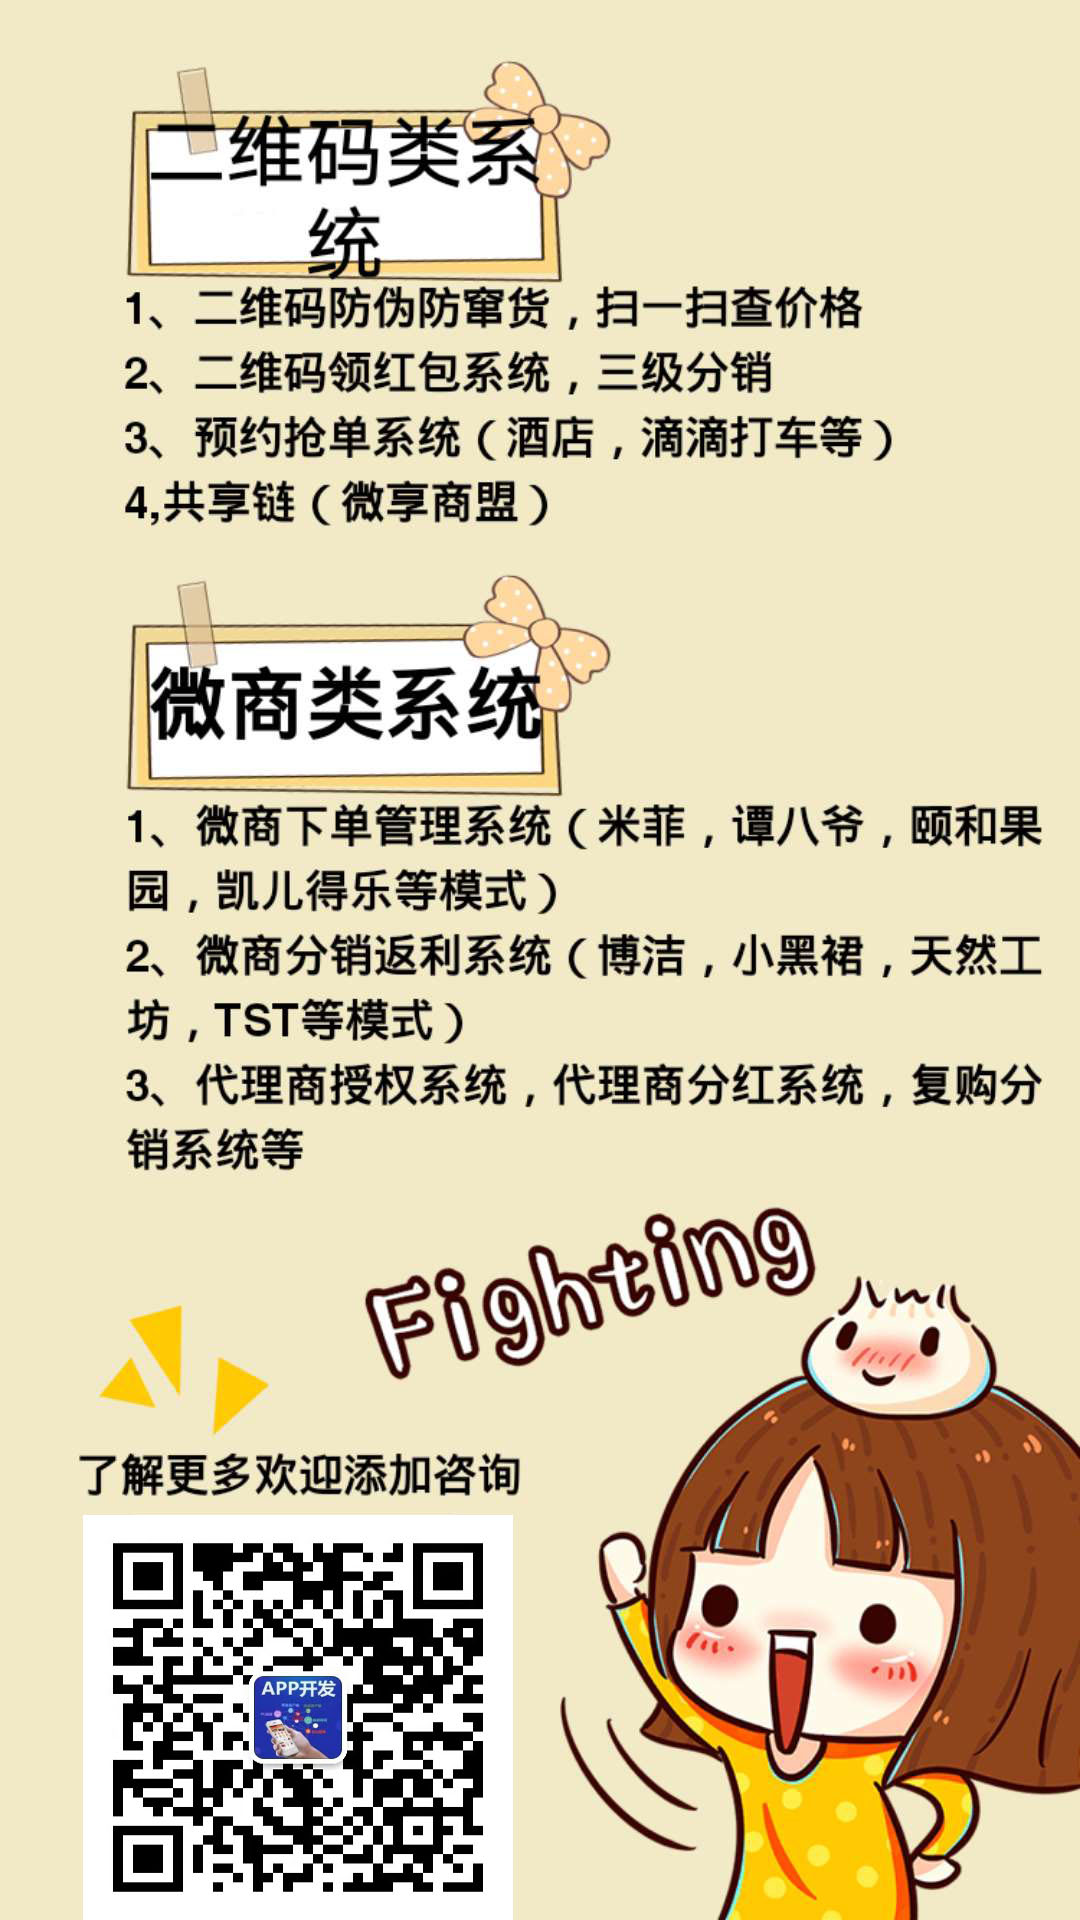 二维码类系
统
1、二维码防伪防窜货，扫一扫查价格
2、二维码领红包系统，三级分销
3、预约抢单系统（酒店，滴滴打车等）
4,共享链（微享商盟）
微商类系统
1、微商下单管理系统（米菲，谭八爷，颐和果
园，凯儿得乐等模式）
2、微商分销返利系统（博洁，小黑裙，天然工
坊，TST等模式）
3、代理商授权系统，代理商分红系统，复购分
销系统等
Fighting
了解更多欢迎添加咨询
APP开发